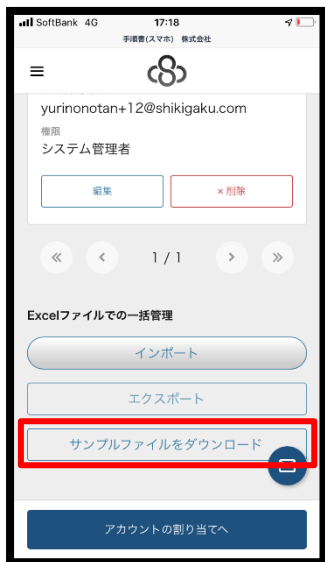 SoftBank 4G 17:18
手順書(スマホ) 株式会社
yurinonotan+12@shikigaku.com
権限
システム管理者
編集 ×削除
« ‹ 1 / 1 › »
Excelファイルでの一括管理
インポート
エクスポート
サンプルファイルをダウンロード
アカウントの割り当てへ